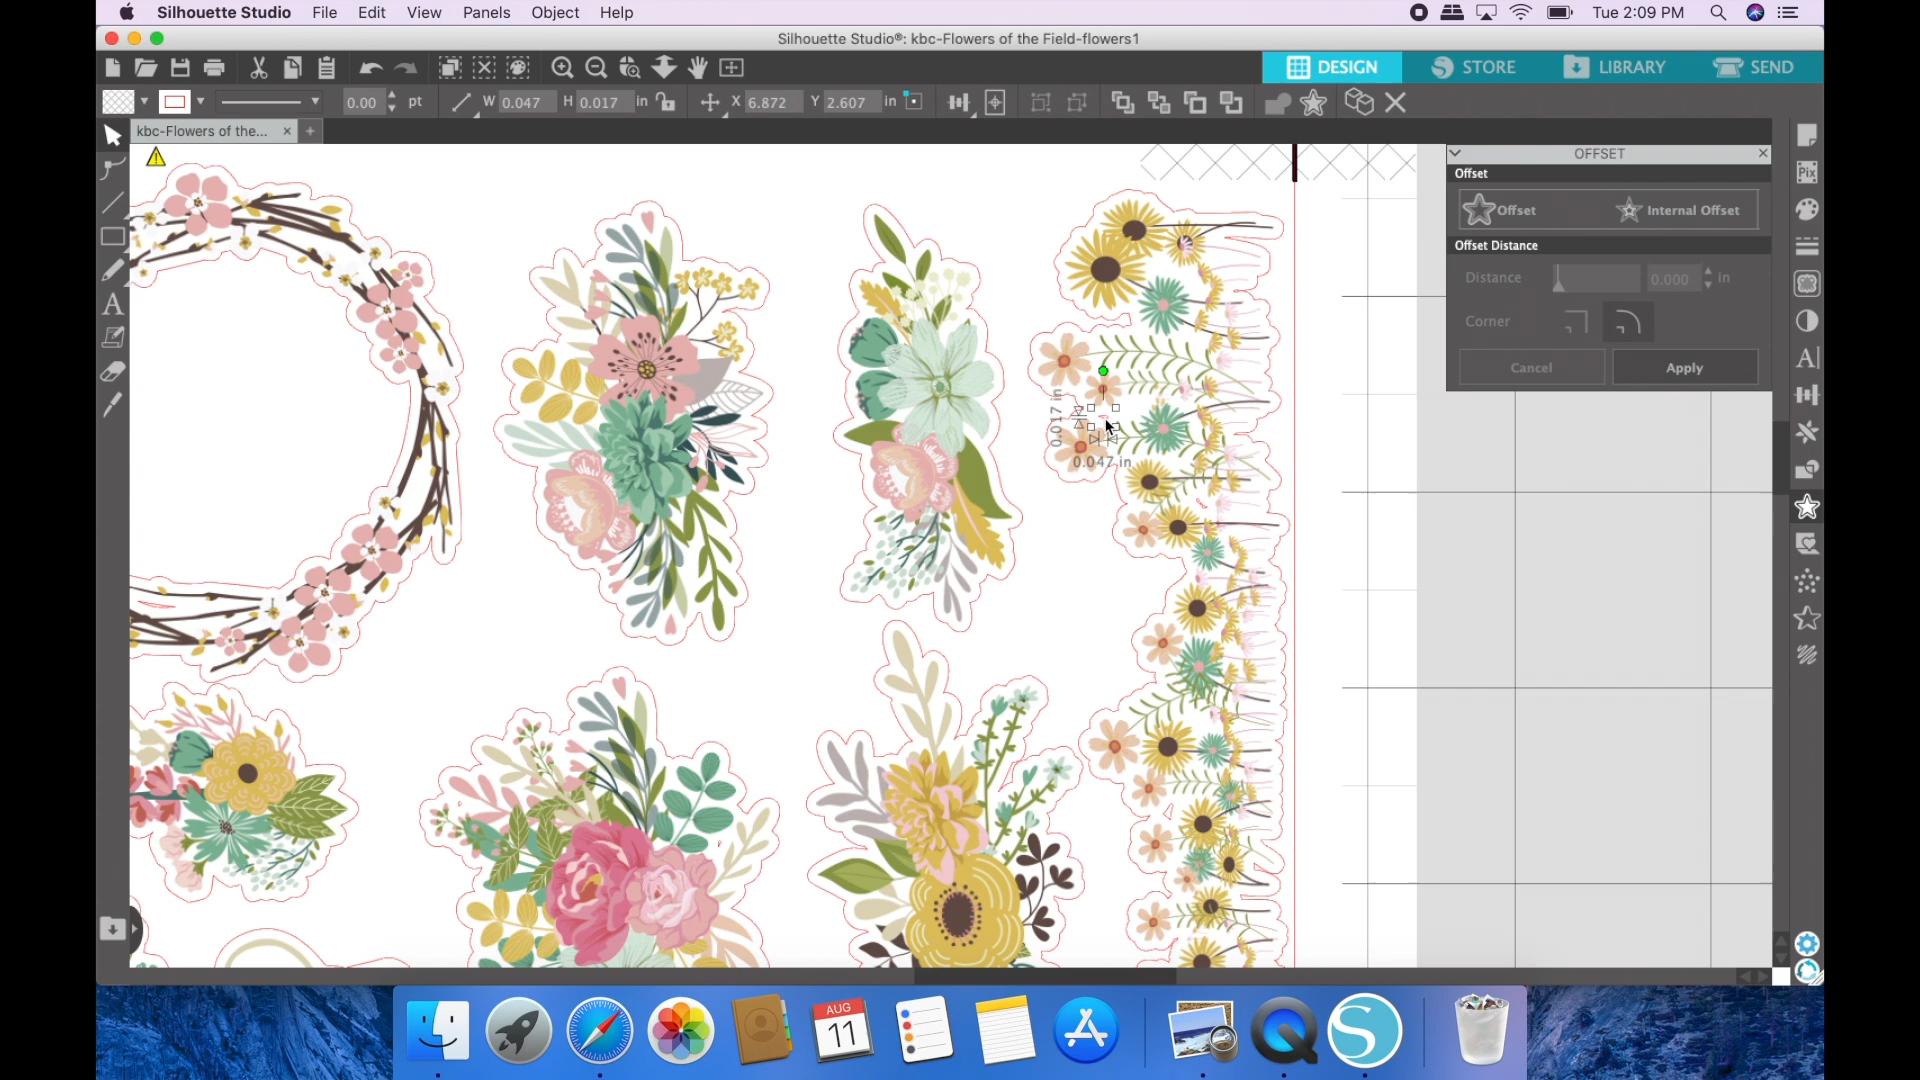 Silhouette Studio File Edit View Panels Object Help Tue 2:09 PM
Silhouette Studio®: kbc-Flowers of the Field-flowers1
DESIGN STORE LIBRARY SEND
0.00 pt W 0.047 H 0.017 in X 6.872 Y 2.607 in
kbc-Flowers of the... × +
OFFSET
Offset
Offset Internal Offset
Offset Distance
Distance 0.000 in
Corner
Cancel Apply
0.017 in
0.047 in
Pix
A
A
AUG
11
S